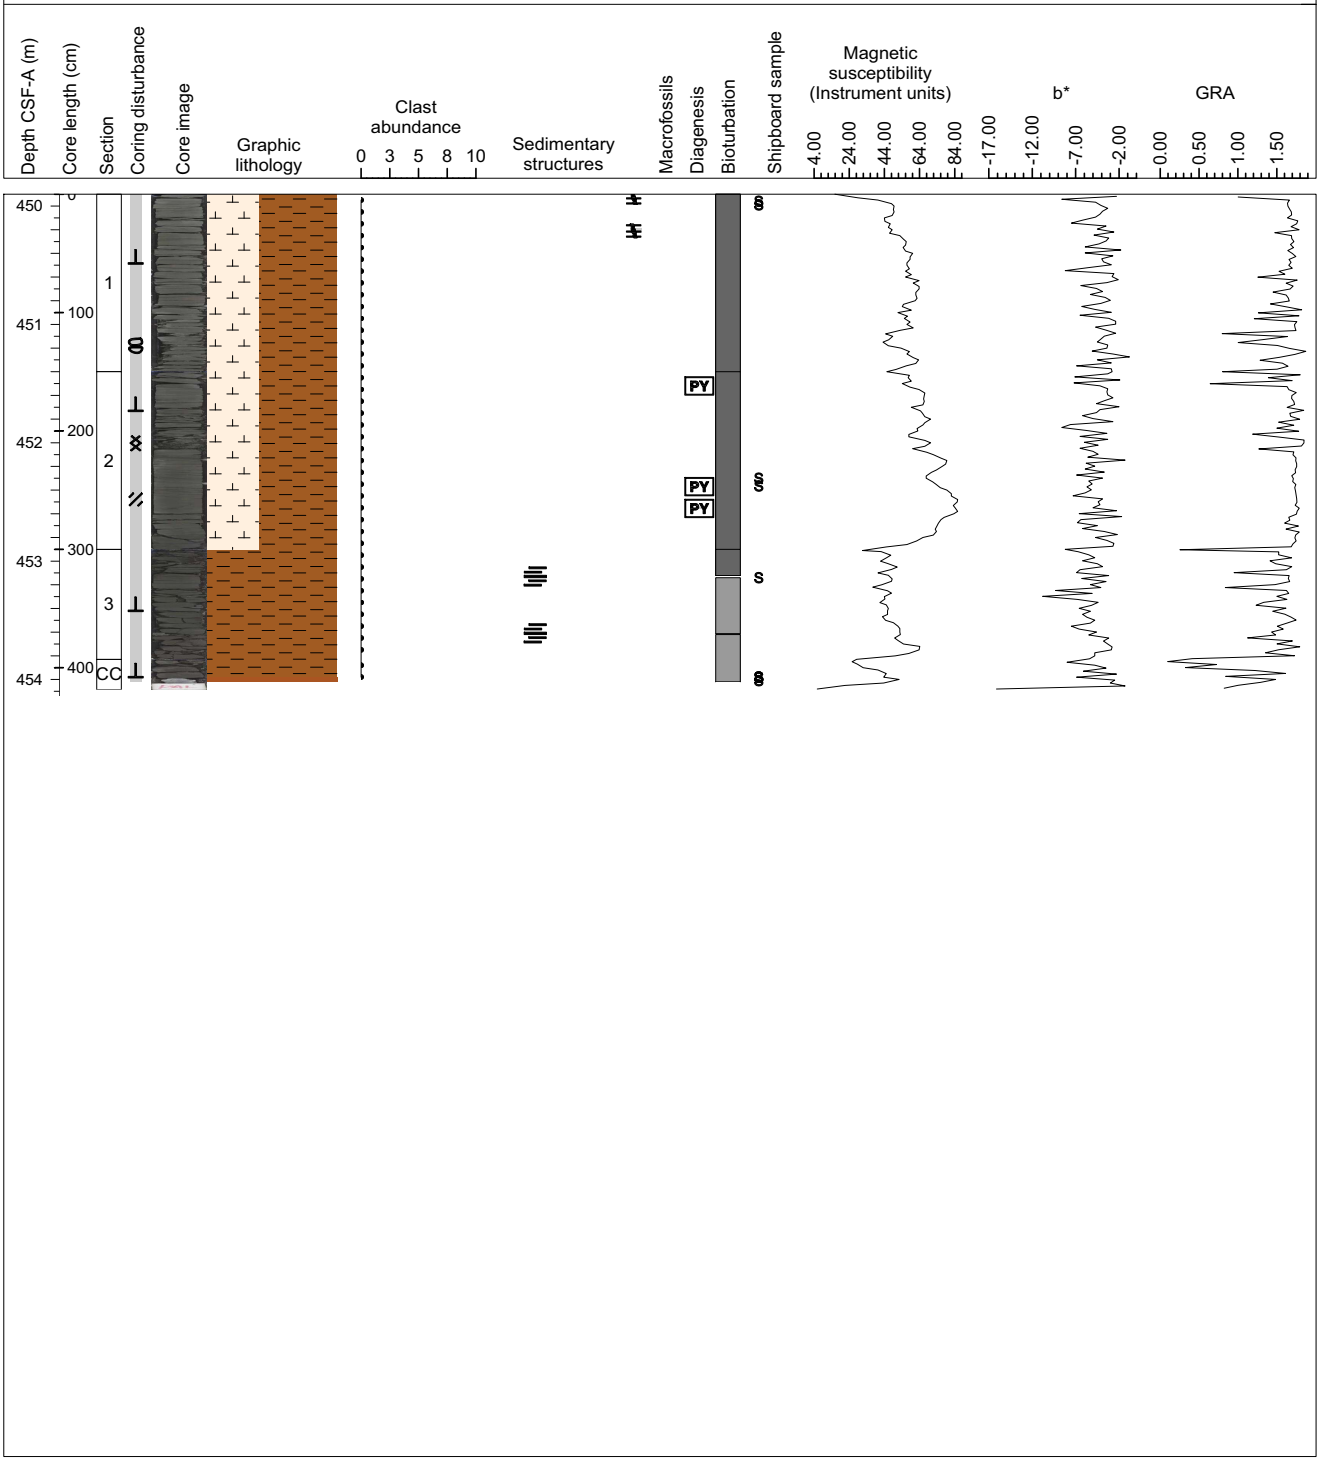 Depth CSF-A (m)
Core length (cm)
Section
Coring disturbance
Core image
Graphic
lithology
Clast
abundance
0 3 5 8 10
Sedimentary
structures
Macrofossils
Diagenesis
Bioturbation
Shipboard sample
Magnetic
susceptibility
(Instrument units)
4.00
24.00
44.00
64.00
84.00
b*
-17.00
-12.00
-7.00
-2.00
GRA
0.00
0.50
1.00
1.50
450
451
452
453
454
0
100
200
300
400
1
2
3
CC
PY
PY
PY
S
S
S
S
S
S
S